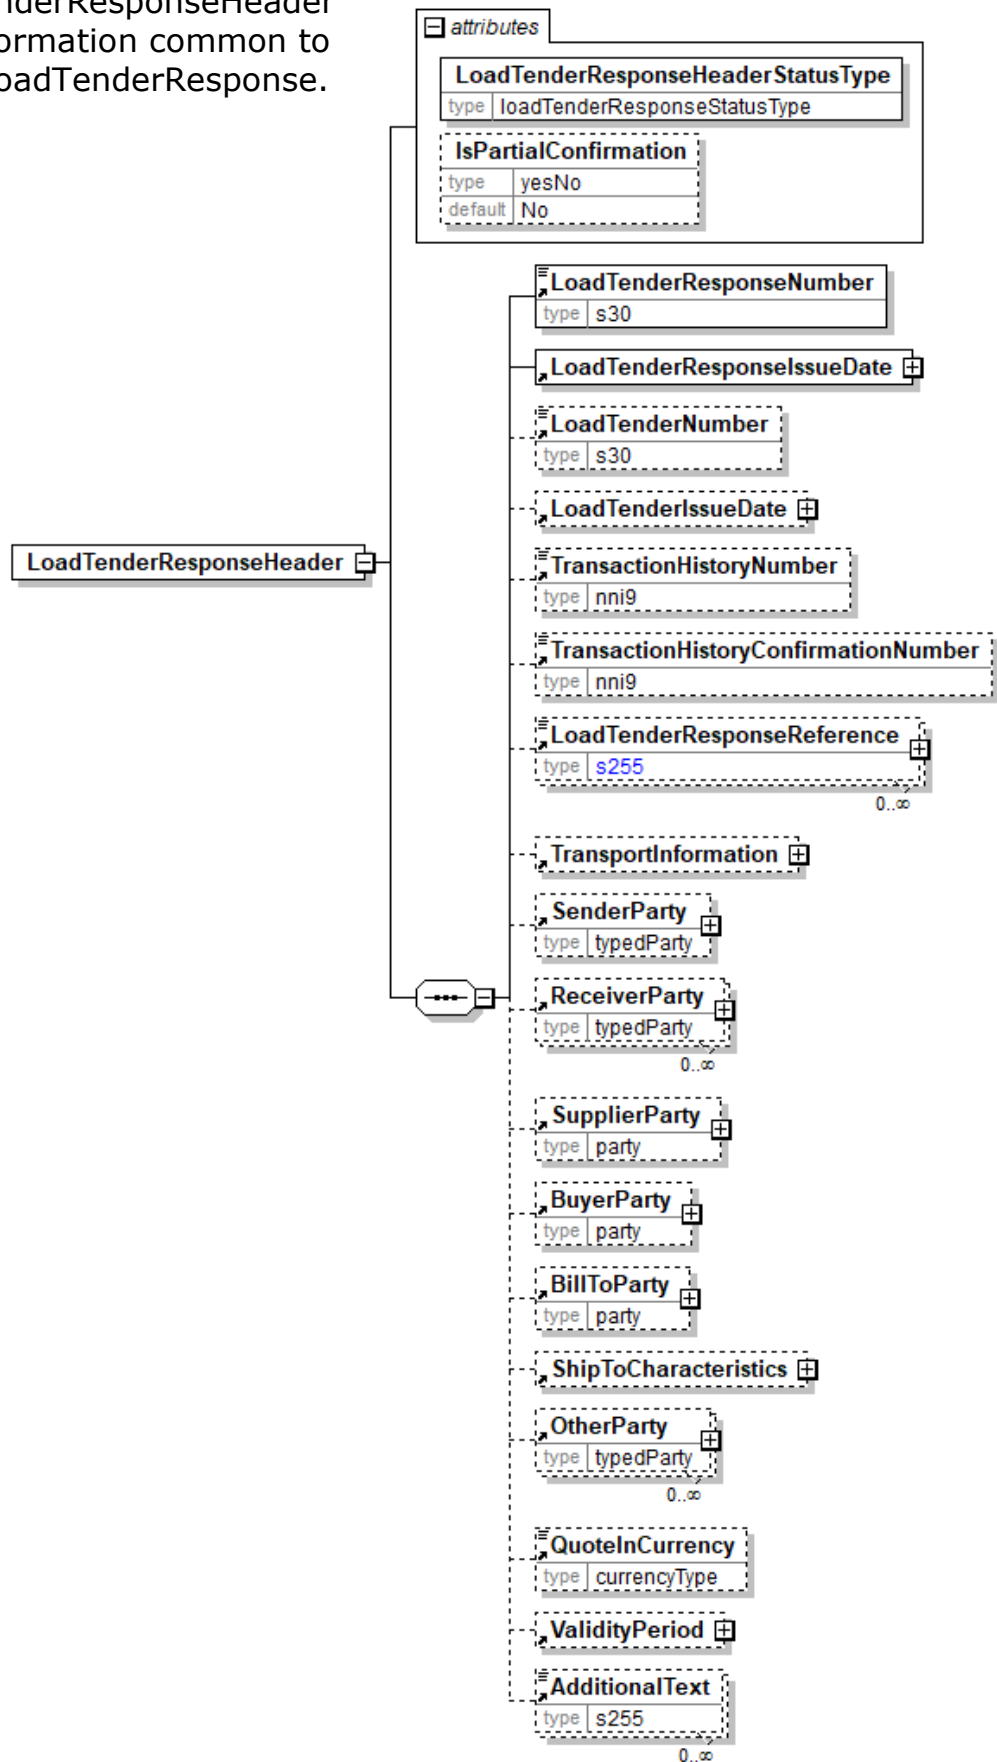 nderResponseHeader
ormation common to
oadTenderResponse.
attributes
LoadTenderResponseHeaderStatusType
type loadTenderResponseStatusType
IsPartialConfirmation
type yesNo
default No
LoadTenderResponseNumber
type s30
LoadTenderResponseIssueDate
LoadTenderNumber
type s30
LoadTenderIssueDate
LoadTenderResponseHeader
TransactionHistoryNumber
type nni9
TransactionHistoryConfirmationNumber
type nni9
LoadTenderResponseReference
type s255
0..∞
TransportInformation
SenderParty
type typedParty
ReceiverParty
type typedParty
0..∞
SupplierParty
type party
BuyerParty
type party
BillToParty
type party
ShipToCharacteristics
OtherParty
type typedParty
0..∞
QuoteInCurrency
type currencyType
ValidityPeriod
AdditionalText
type s255
0..∞